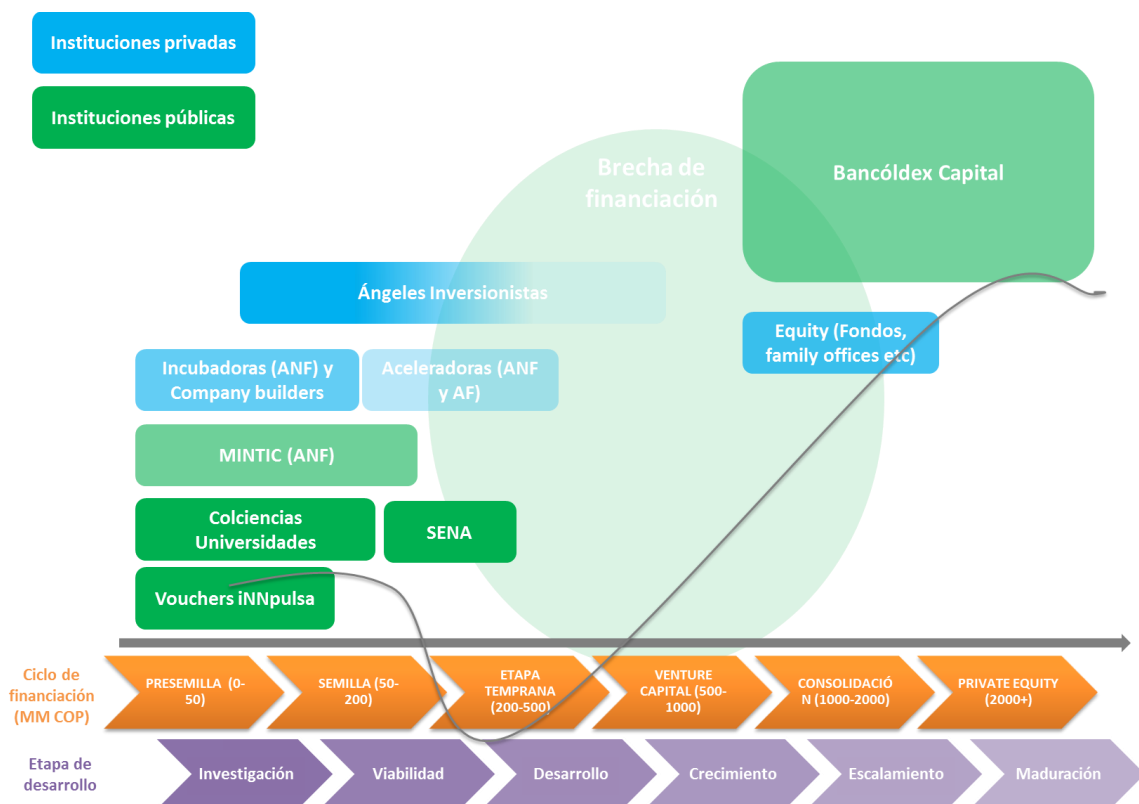 Instituciones privadas
Instituciones públicas
Brecha de
financiación
Bancóldex Capital
Ángeles Inversionistas
Equity (Fondos,
family offices etc)
Incubadoras (ANF) y
Company builders
Aceleradoras (ANF
y AF)
MINTIC (ANF)
Colciencias
Universidades
SENA
Vouchers iNNpulsa
Ciclo de
financiación
(MM COP)
PRESEMILLA (0-
50)
SEMILLA (50-
200)
ETAPA
TEMPRANA
(200-500)
VENTURE
CAPITAL (500-
1000)
CONSOLIDACIÓ
N (1000-2000)
PRIVATE EQUITY
(2000+)
Etapa de
desarrollo
Investigación
Viabilidad
Desarrollo
Crecimiento
Escalamiento
Maduración